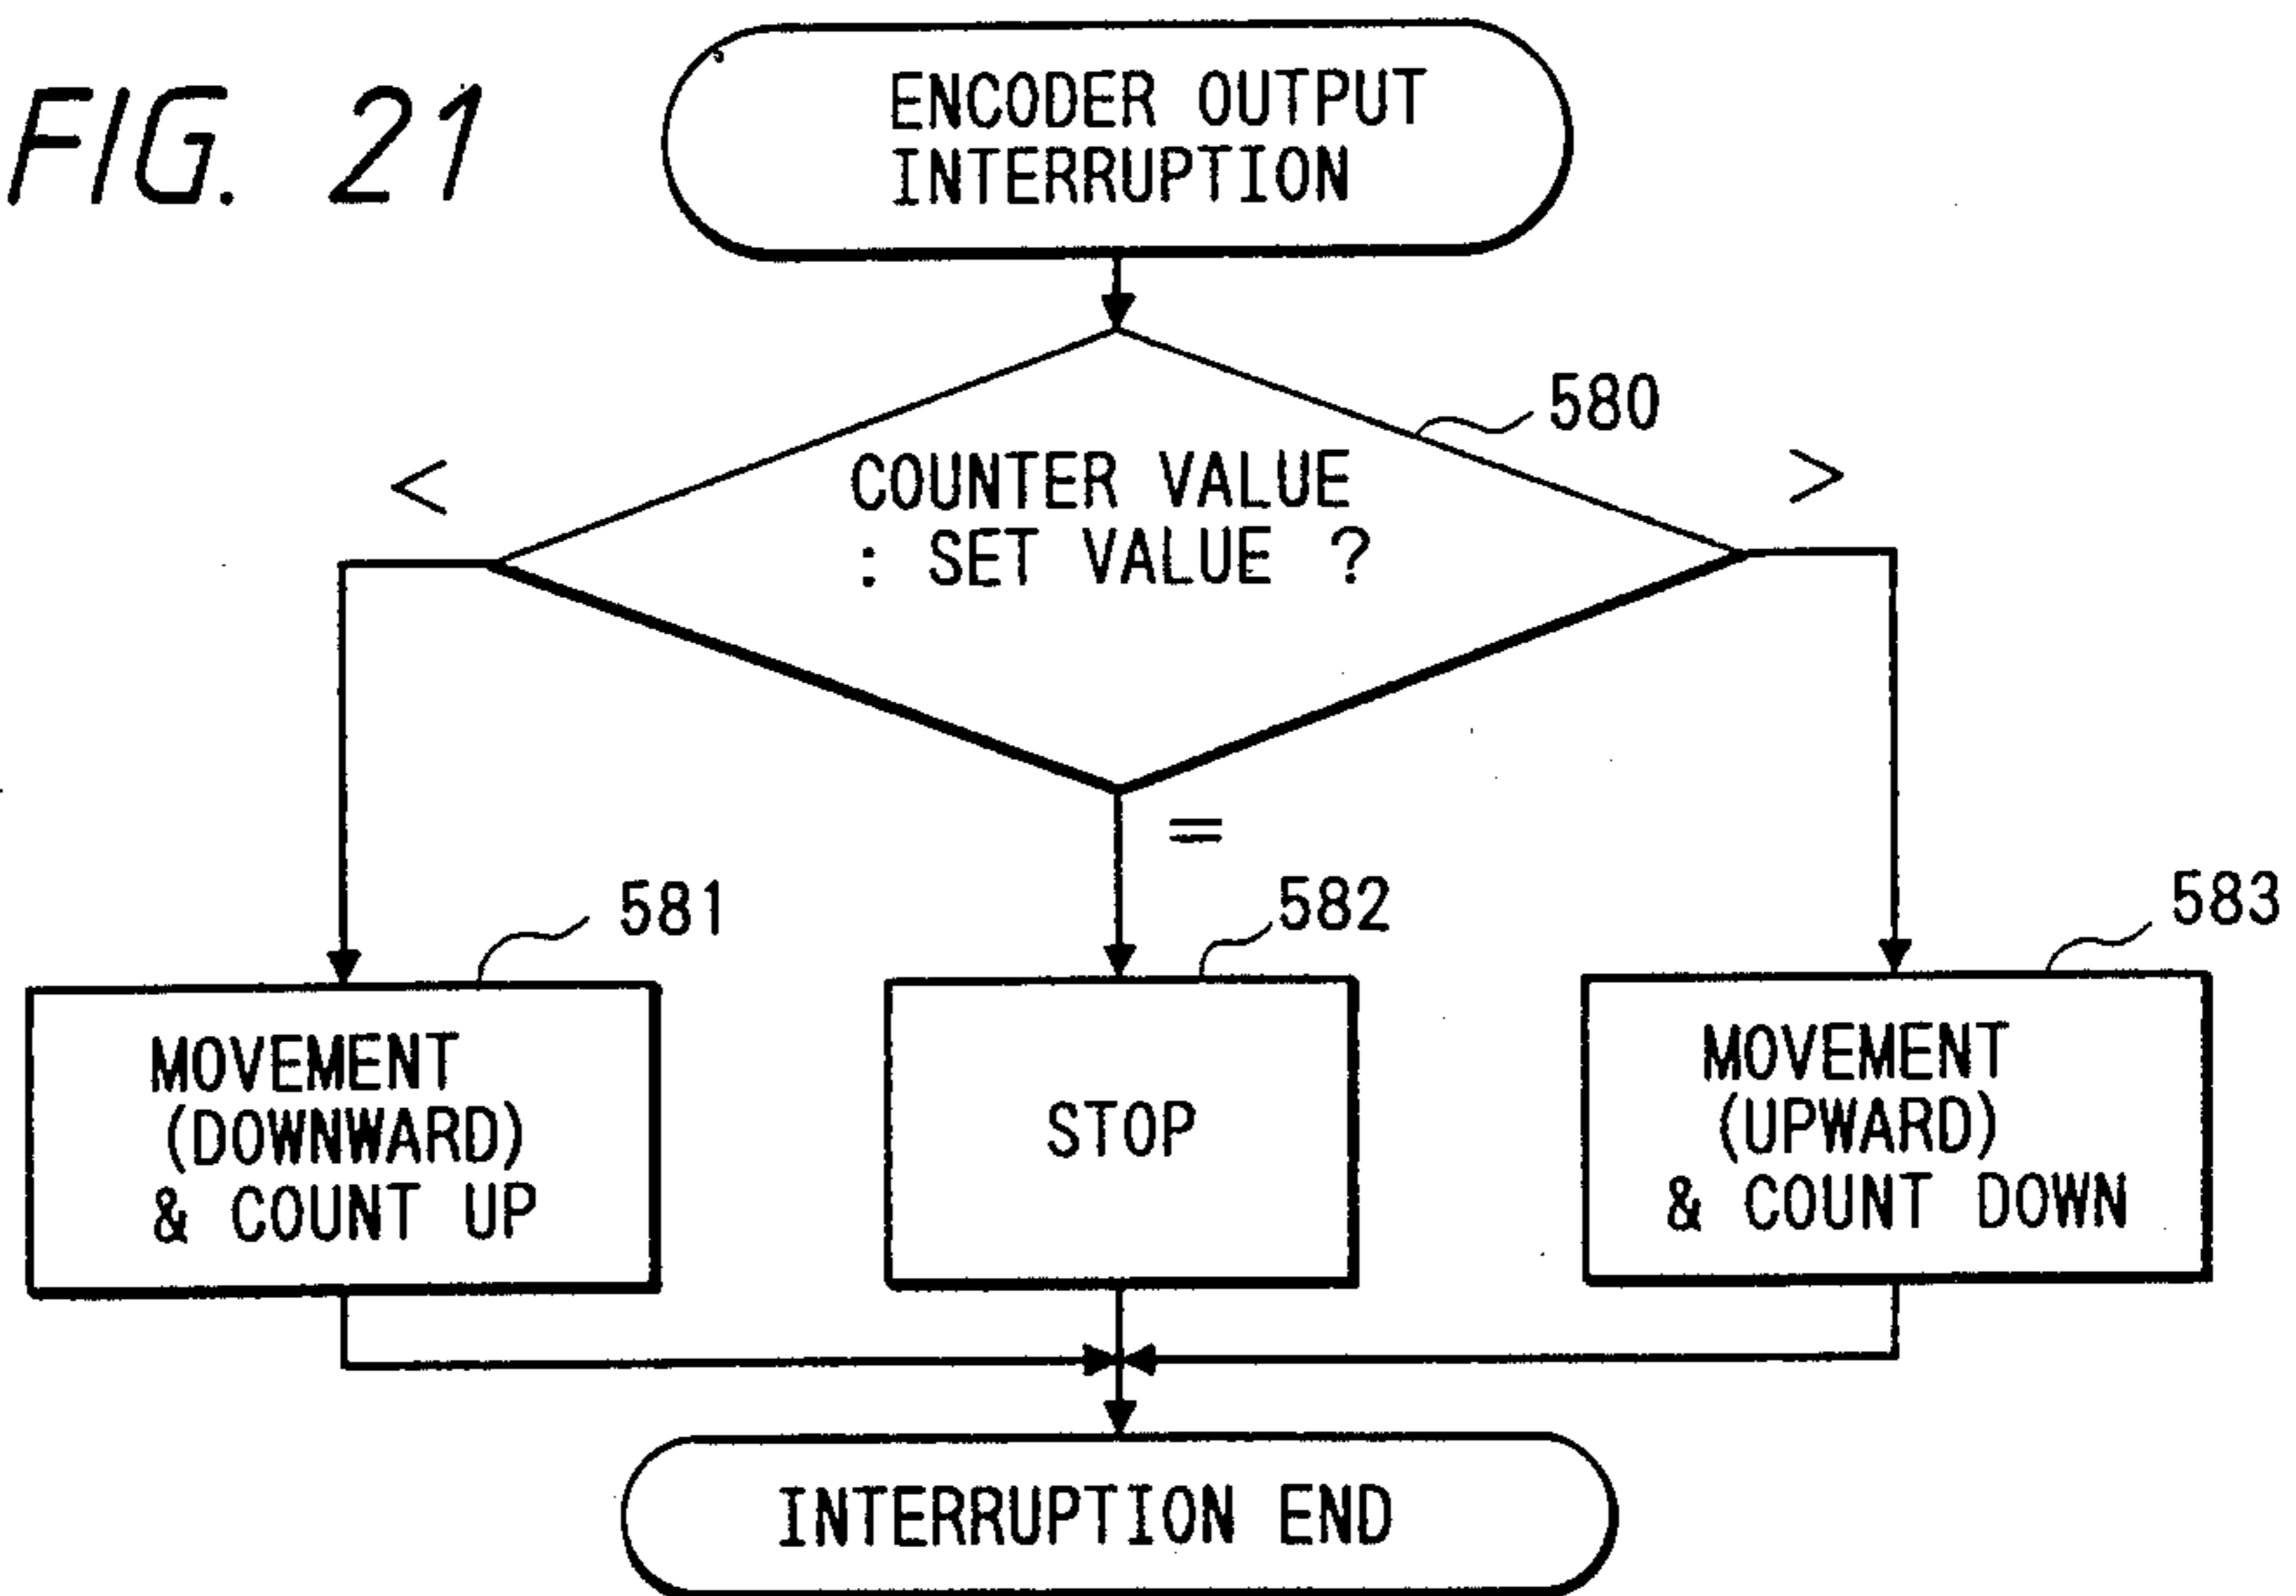 FIG. 21
ENCODER OUTPUT
INTERRUPTION
580
<
COUNTER VALUE
: SET VALUE ?
>
=
581
582
583
MOVEMENT
(DOWNWARD)
& COUNT UP
STOP
MOVEMENT
(UPWARD)
& COUNT DOWN
INTERRUPTION END